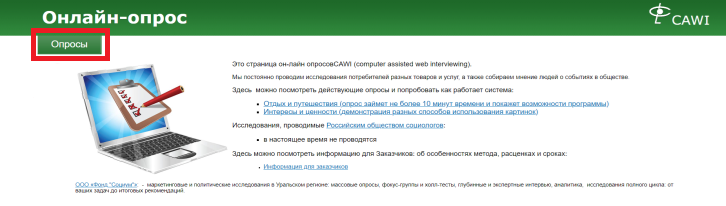 Онлайн-опрос
CAWI
Опросы
Это страница он-лайн опросовCAWI (computer assisted web interviewing).
Мы постоянно проводим исследования потребителей разных товаров и услуг, а также собираем мнение людей о событиях в обществе.
Здесь можно посмотреть действующие опросы и попробовать как работает система:
• Отдых и путешествия (опрос займет не более 10 минут времени и покажет возможности программы)
• Интересы и ценности (демонстрация разных способов использования картинок)
Исследования, проводимые Российским обществом социологов:
• в настоящее время не проводятся
Здесь можно посмотреть информацию для Заказчиков: об особенностях метода, расценках и сроках:
• Информация для заказчиков
ООО «Фонд "Социум"» - маркетинговые и политические исследования в Уральском регионе: массовые опросы, фокус-группы и холл-тесты, глубинные и экспертные интервью, аналитика, исследования полного цикла: от
ваших задач до итоговых рекомендаций.